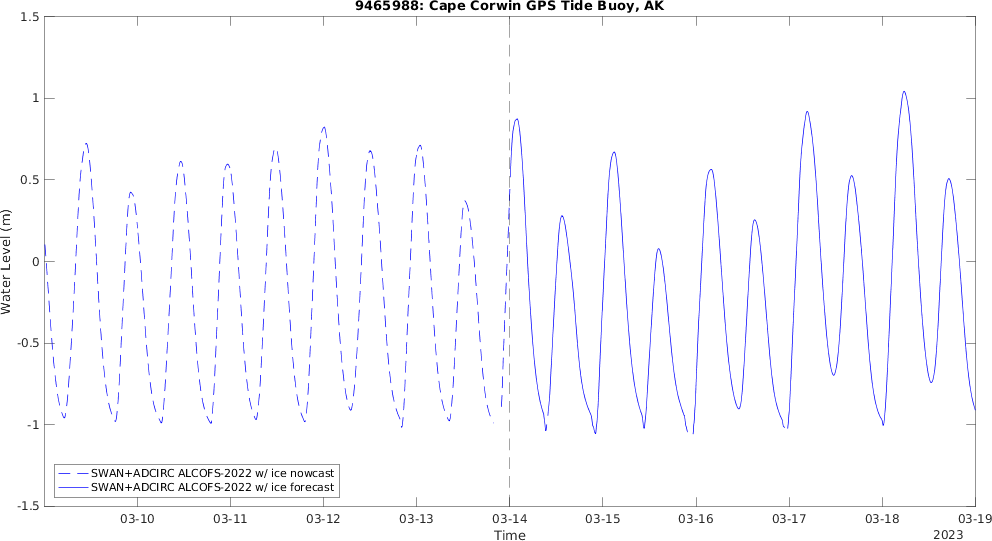 9465988: Cape Corwin GPS Tide Buoy, AK
1.5
1
0.5
0
-0.5
-1
-1.5
Water Level (m)
SWAN+ADCIRC ALCOFS-2022 w/ ice nowcast
SWAN+ADCIRC ALCOFS-2022 w/ ice forecast
03-10 03-11 03-12 03-13 03-14 03-15 03-16 03-17 03-18 03-19
Time
2023